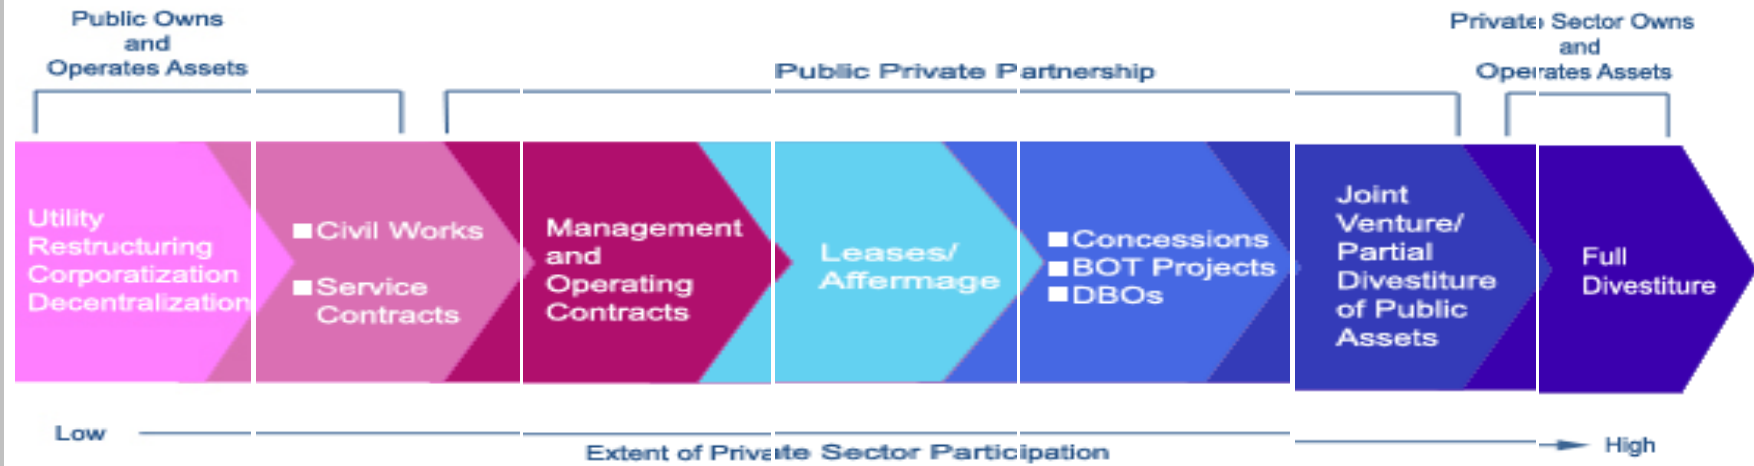 Public Owns
and
Operates Assets
Public Private Partnership
Private Sector Owns
and
Operates Assets
Utility
Restructuring
Corporatization
Decentralization
■Civil Works
■Service
Contracts
Management
and
Operating
Contracts
Leases/
Affermage
■Concessions
■BOT Projects
■DBOs
Joint
Venture/
Partial
Divestiture
of Public
Assets
Full
Divestiture
Low
Extent of Private Sector Participation
High